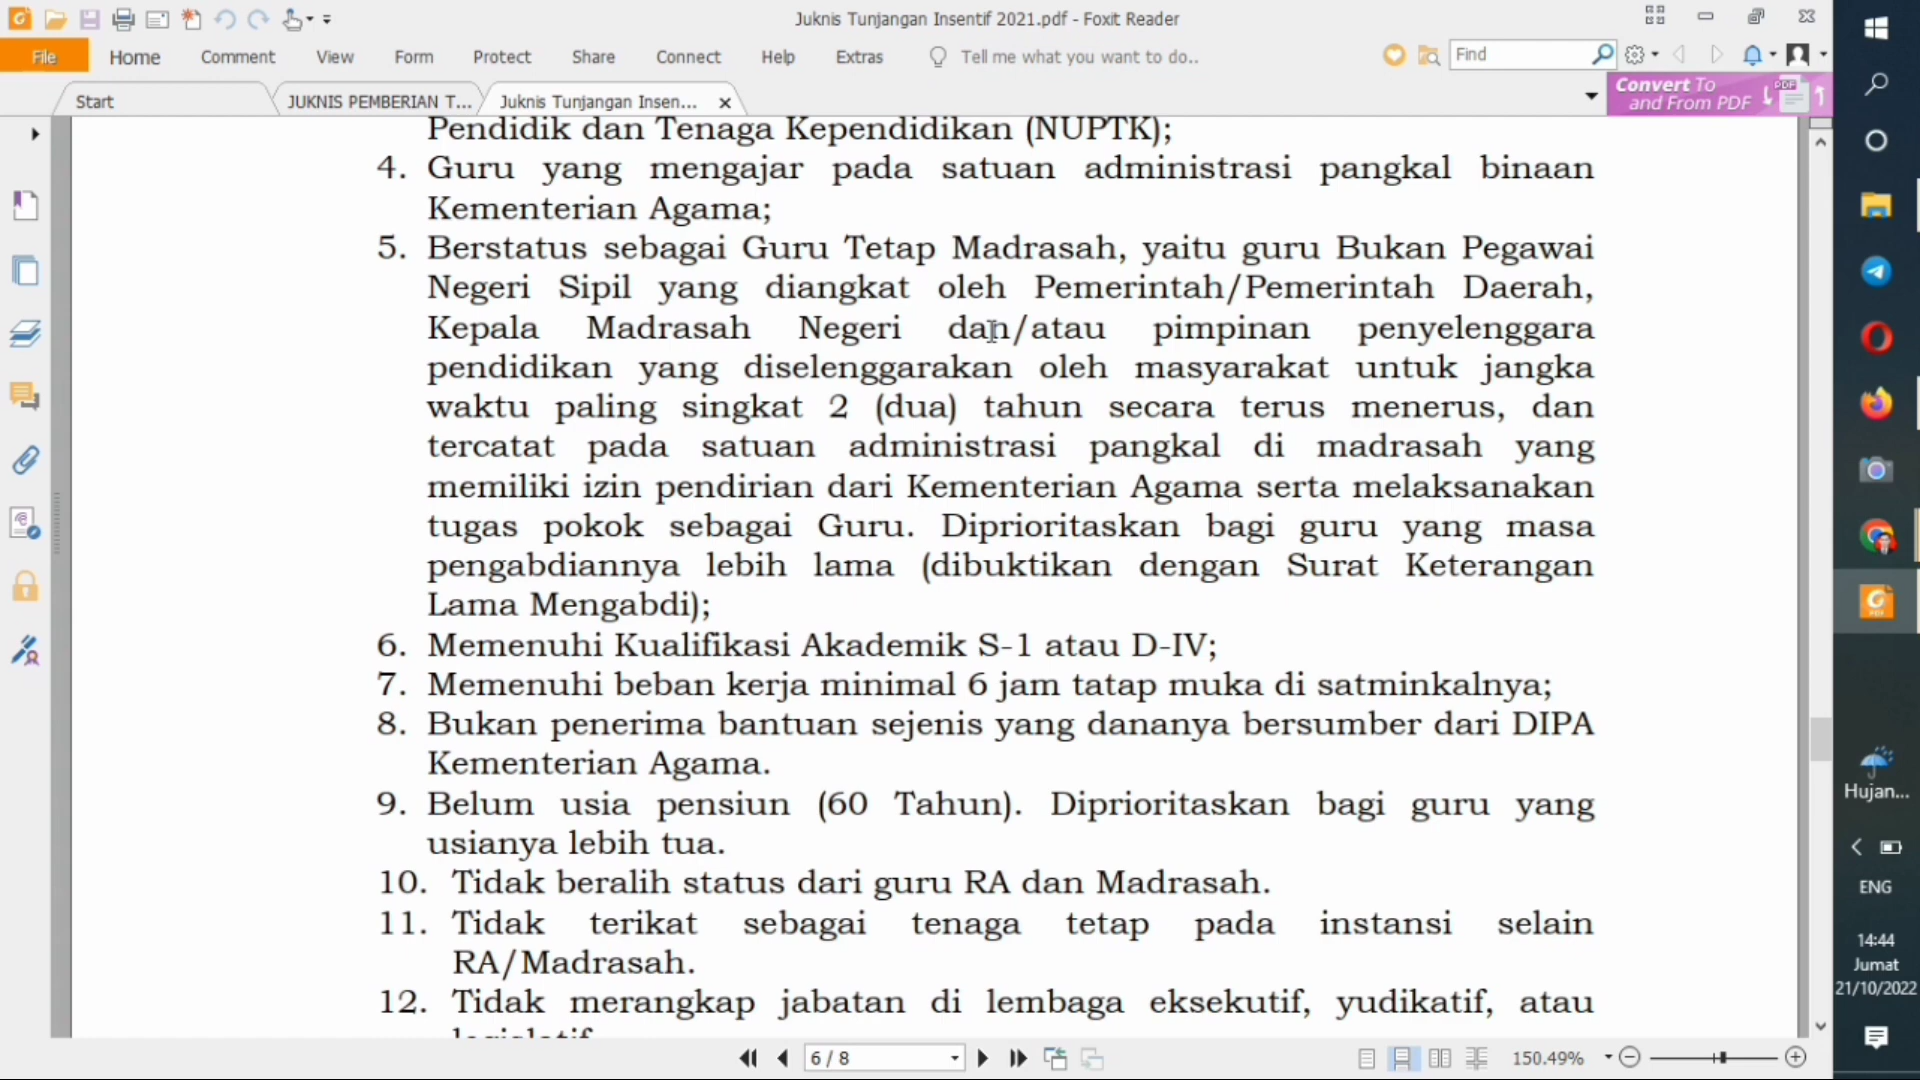 Juknis Tunjangan Insentif 2021.pdf - Foxit Reader
File Home Comment View Form Protect Share Connect Help Extras Tell me what you want to do.. Find
Start JUKNIS PEMBERIAN T... Juknis Tunjangan Insen... Convert To
and From PDF
PDF
Pendidik dan Tenaga Kependidikan (NUPTK);
4. Guru yang mengajar pada satuan administrasi pangkal binaan
Kementerian Agama;
5. Berstatus sebagai Guru Tetap Madrasah, yaitu guru Bukan Pegawai
Negeri Sipil yang diangkat oleh Pemerintah/Pemerintah Daerah,
Kepala Madrasah Negeri dan/atau pimpinan penyelenggara
pendidikan yang diselenggarakan oleh masyarakat untuk jangka
waktu paling singkat 2 (dua) tahun secara terus menerus, dan
tercatat pada satuan administrasi pangkal di madrasah yang
memiliki izin pendirian dari Kementerian Agama serta melaksanakan
tugas pokok sebagai Guru. Diprioritaskan bagi guru yang masa
pengabdiannya lebih lama (dibuktikan dengan Surat Keterangan
Lama Mengabdi);
6. Memenuhi Kualifikasi Akademik S-1 atau D-IV;
7. Memenuhi beban kerja minimal 6 jam tatap muka di satminkalnya;
8. Bukan penerima bantuan sejenis yang dananya bersumber dari DIPA
Kementerian Agama.
9. Belum usia pensiun (60 Tahun). Diprioritaskan bagi guru yang
usianya lebih tua.
10. Tidak beralih status dari guru RA dan Madrasah.
11. Tidak terikat sebagai tenaga tetap pada instansi selain
RA/Madrasah.
12. Tidak merangkap jabatan di lembaga eksekutif, yudikatif, atau
legislatif
6 / 8 150.49%
Hujan...
ENG
14:44
Jumat
21/10/2022